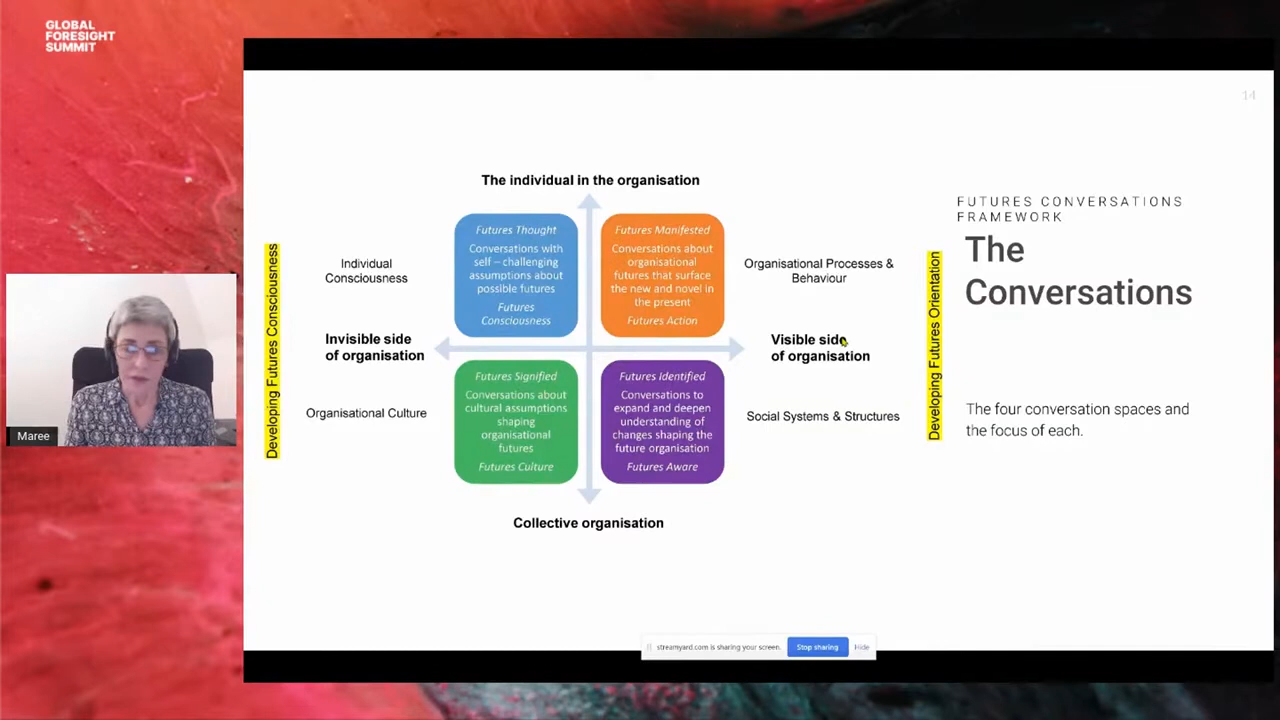 GLOBAL
FORESIGHT
SUMMIT
14
The individual in the organisation
FUTURES CONVERSATIONS
FRAMEWORK
The
Conversations
Developing Futures Consciousness
Individual
Consciousness
Futures Thought
Conversations with
self – challenging
assumptions about
possible futures
Futures
Consciousness
Futures Manifested
Conversations about
organisational
futures that surface
the new and novel in
the present
Futures Action
Organisational Processes &
Behaviour
Developing Futures Orientation
Invisible side
of organisation
Visible side
of organisation
Organisational Culture
Futures Signified
Conversations about
cultural assumptions
shaping
organisational
futures
Futures Culture
Futures Identified
Conversations to
expand and deepen
understanding of
changes shaping the
future organisation
Futures Aware
Social Systems & Structures
The four conversation spaces and
the focus of each.
Maree
Collective organisation
streamyard.com is sharing your screen.
Stop sharing
Hide